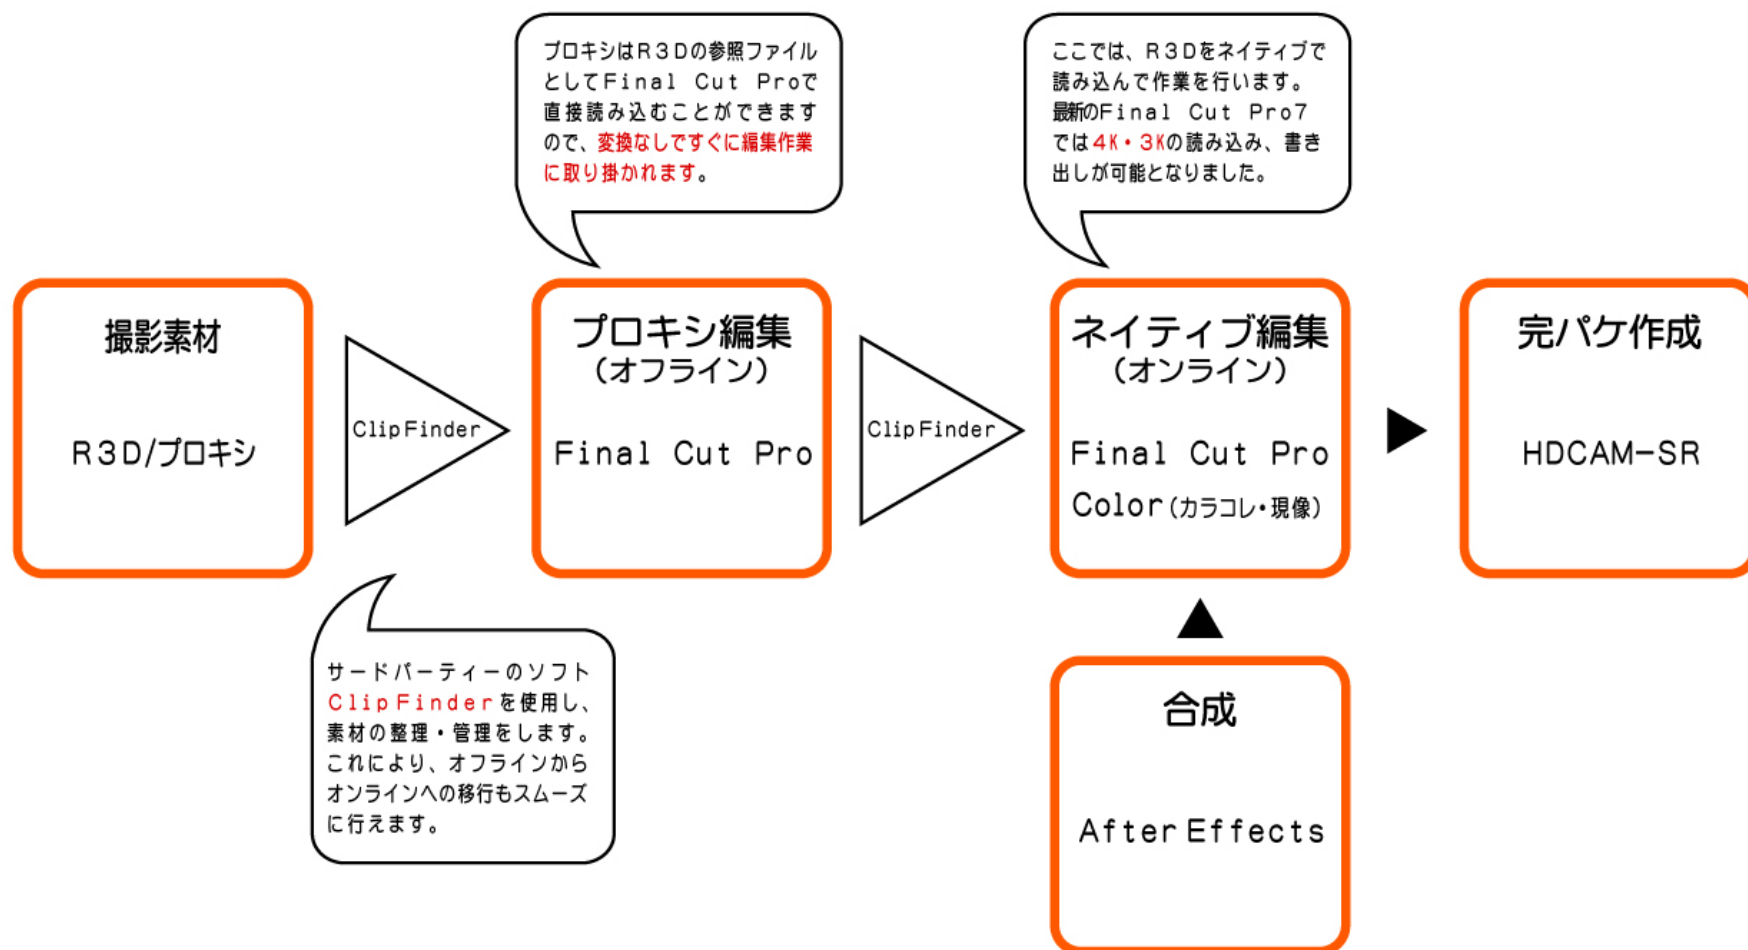 プロキシはR3Dの参照ファイル
としてFinal Cut Proで
直接読み込むことができます
ので、変換なしですぐに編集作業
に取り掛かれます。
ここでは、R3Dをネイティブで
読み込んで作業を行います。
最新のFinal Cut Pro7
では4K・3Kの読み込み、書き
出しが可能となりました。
撮影素材
R3D/プロキシ
ClipFinder
プロキシ編集
(オフライン)
Final Cut Pro
ClipFinder
ネイティブ編集
(オンライン)
Final Cut Pro
Color(カラコレ・現像)
完パケ作成
HDCAM-SR
サードパーティーのソフト
ClipFinderを使用し、
素材の整理・管理をします。
これにより、オフラインから
オンラインへの移行もスムーズ
に行えます。
合成
After Effects